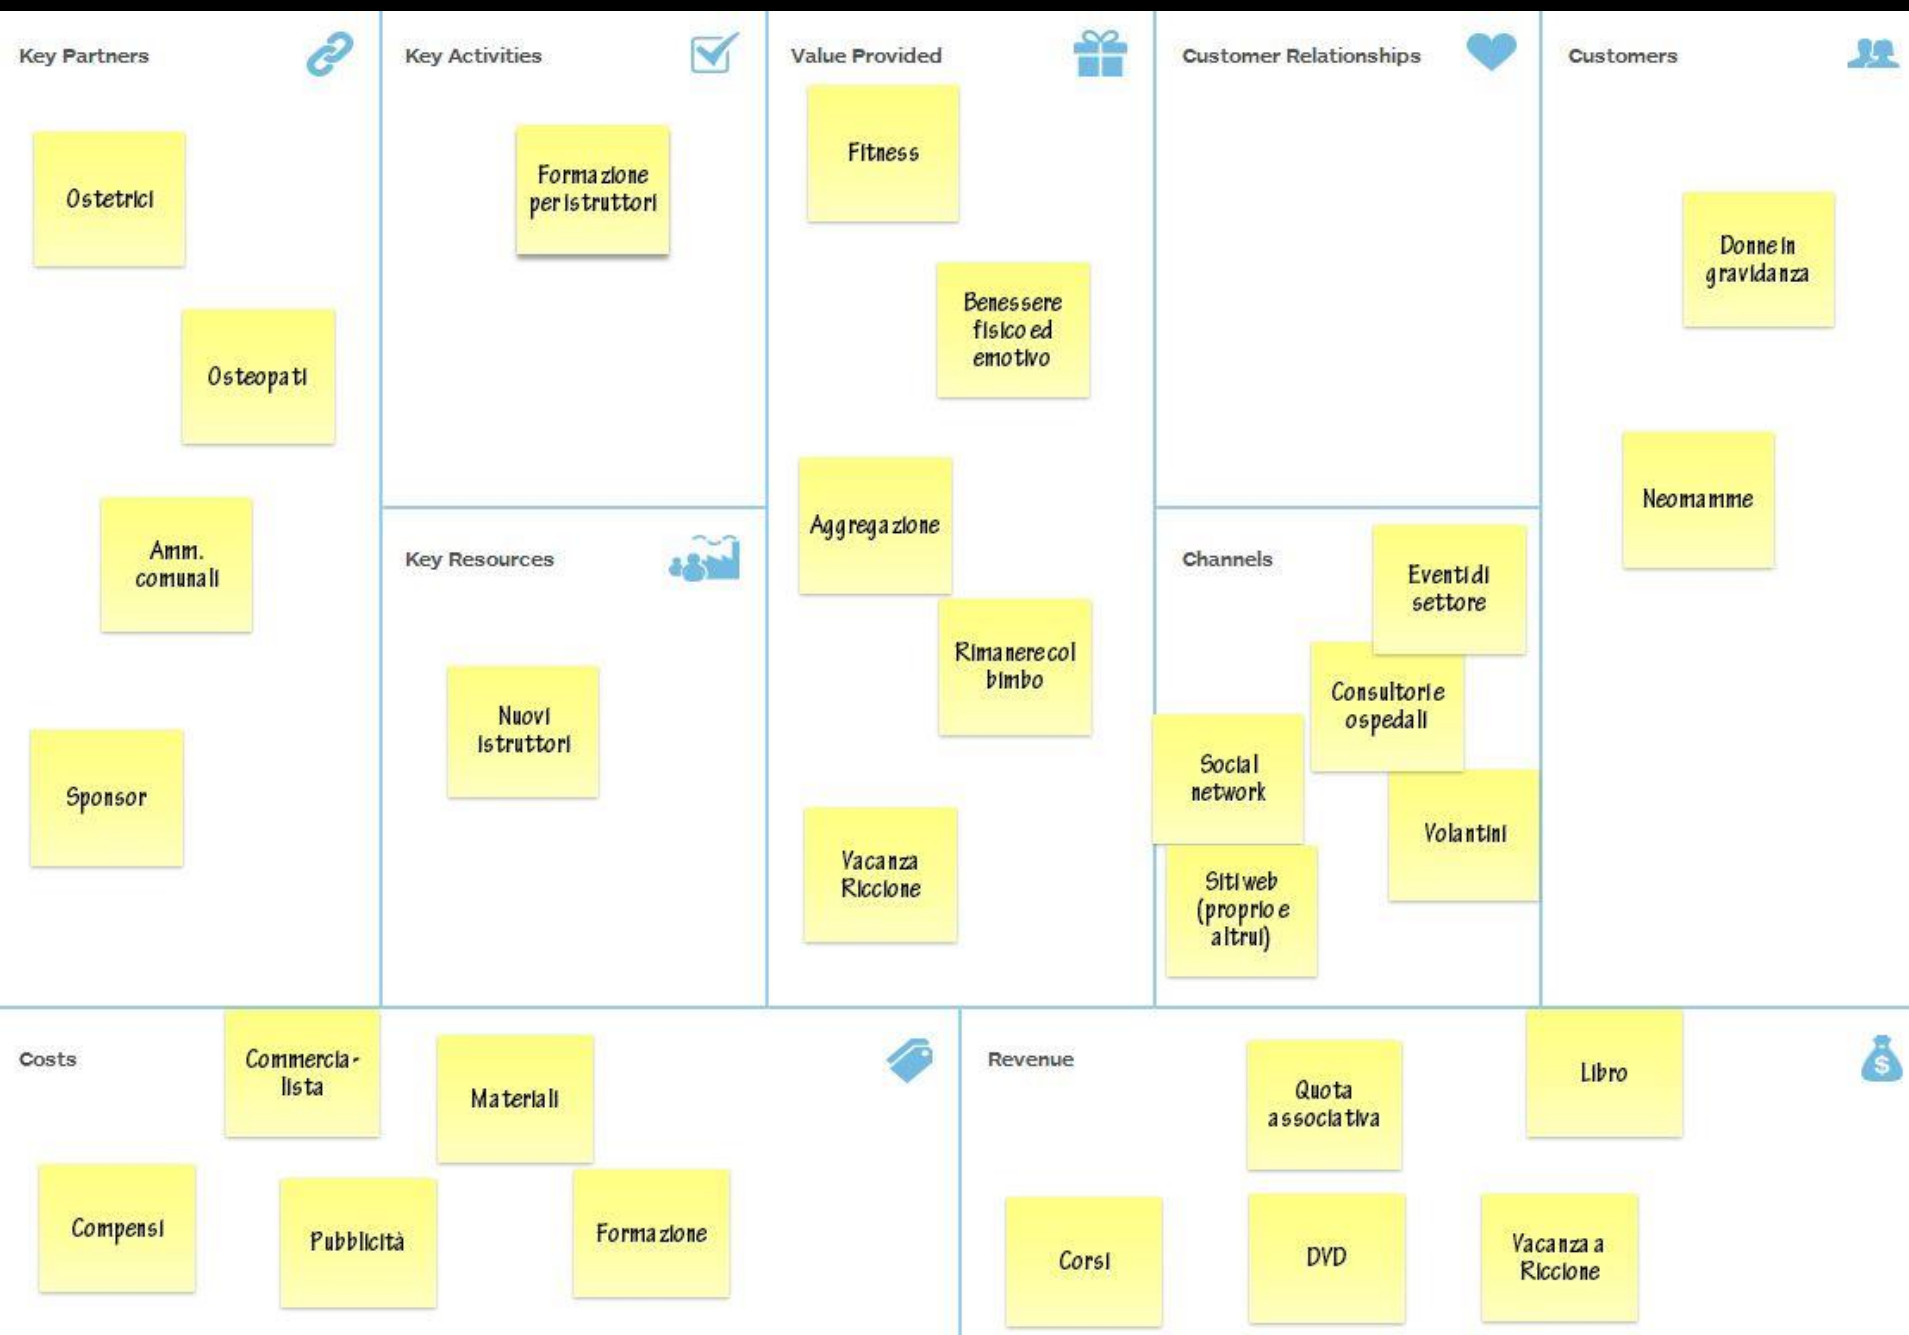 Key Partners
Ostetrici
Osteopati
Amm.
comunali
Sponsor
Key Activities
Formazione
per istruttori
Key Resources
Nuovi
istruttori
Value Provided
Fitness
Benessere
fisico ed
emotivo
Aggregazione
Rimanere col
bimbo
Vacanza
Riccione
Customer Relationships
Channels
Eventi di
settore
Consultori e
ospedali
Social
network
Volantini
Siti web
(proprio e
altrui)
Customers
Donne in
gravidanza
Neomamme
Costs
Commercia-
lista
Materiali
Compensi
Pubblicità
Formazione
Revenue
Quota
associativa
Libro
Corsi
DVD
Vacanza a
Riccione
$